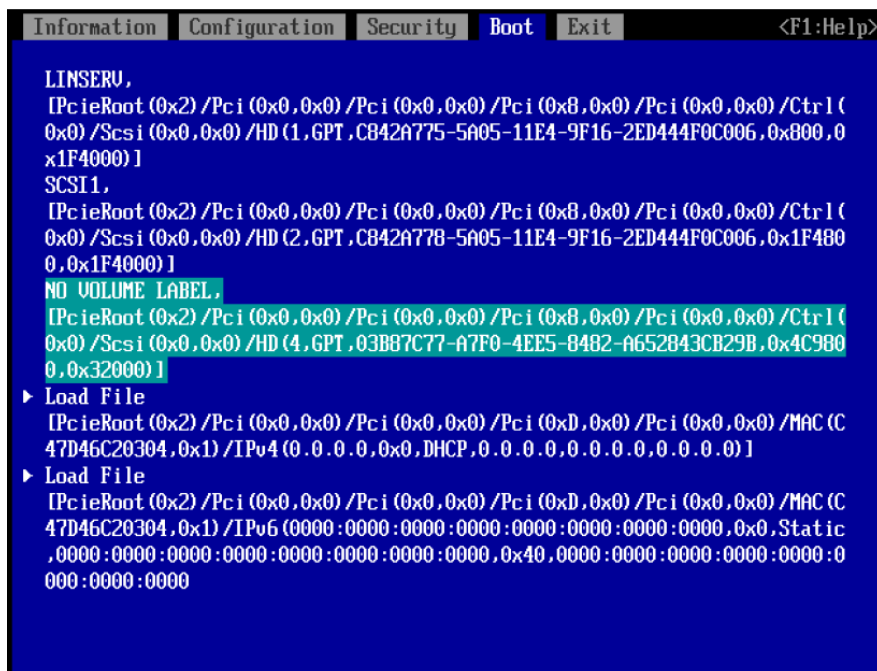 Information Configuration Security Boot Exit <F1:Help>
LINSERV,
[PcieRoot(0x2)/Pci(0x0,0x0)/Pci(0x0,0x0)/Pci(0x8,0x0)/Pci(0x0,0x0)/Ctrl(
0x0)/Scsi(0x0,0x0)/HD(1,GPT,C842A775-5A05-11E4-9F16-2ED444F0C006,0x800,0
x1F4000)]
SCSI1,
[PcieRoot(0x2)/Pci(0x0,0x0)/Pci(0x0,0x0)/Pci(0x8,0x0)/Pci(0x0,0x0)/Ctrl(
0x0)/Scsi(0x0,0x0)/HD(2,GPT,C842A778-5A05-11E4-9F16-2ED444F0C006,0x1F480
0,0x1F4000)]
NO VOLUME LABEL,
[PcieRoot(0x2)/Pci(0x0,0x0)/Pci(0x0,0x0)/Pci(0x8,0x0)/Pci(0x0,0x0)/Ctrl(
0x0)/Scsi(0x0,0x0)/HD(4,GPT,03B87C77-A7F0-4EE5-8482-A652843CB29B,0x4C980
0,0x32000)]
Load File
[PcieRoot(0x2)/Pci(0x0,0x0)/Pci(0x0,0x0)/Pci(0xD,0x0)/Pci(0x0,0x0)/MAC(C
47D46C20304,0x1)/IPv4(0.0.0.0,0x0,DHCP,0.0.0.0,0.0.0.0,0.0.0.0)]
Load File
[PcieRoot(0x2)/Pci(0x0,0x0)/Pci(0x0,0x0)/Pci(0xD,0x0)/Pci(0x0,0x0)/MAC(C
47D46C20304,0x1)/IPv6(0000:0000:0000:0000:0000:0000:0000:0000,0x0,Static
,0000:0000:0000:0000:0000:0000:0000:0000,0x40,0000:0000:0000:0000:0000:0
000:0000:0000